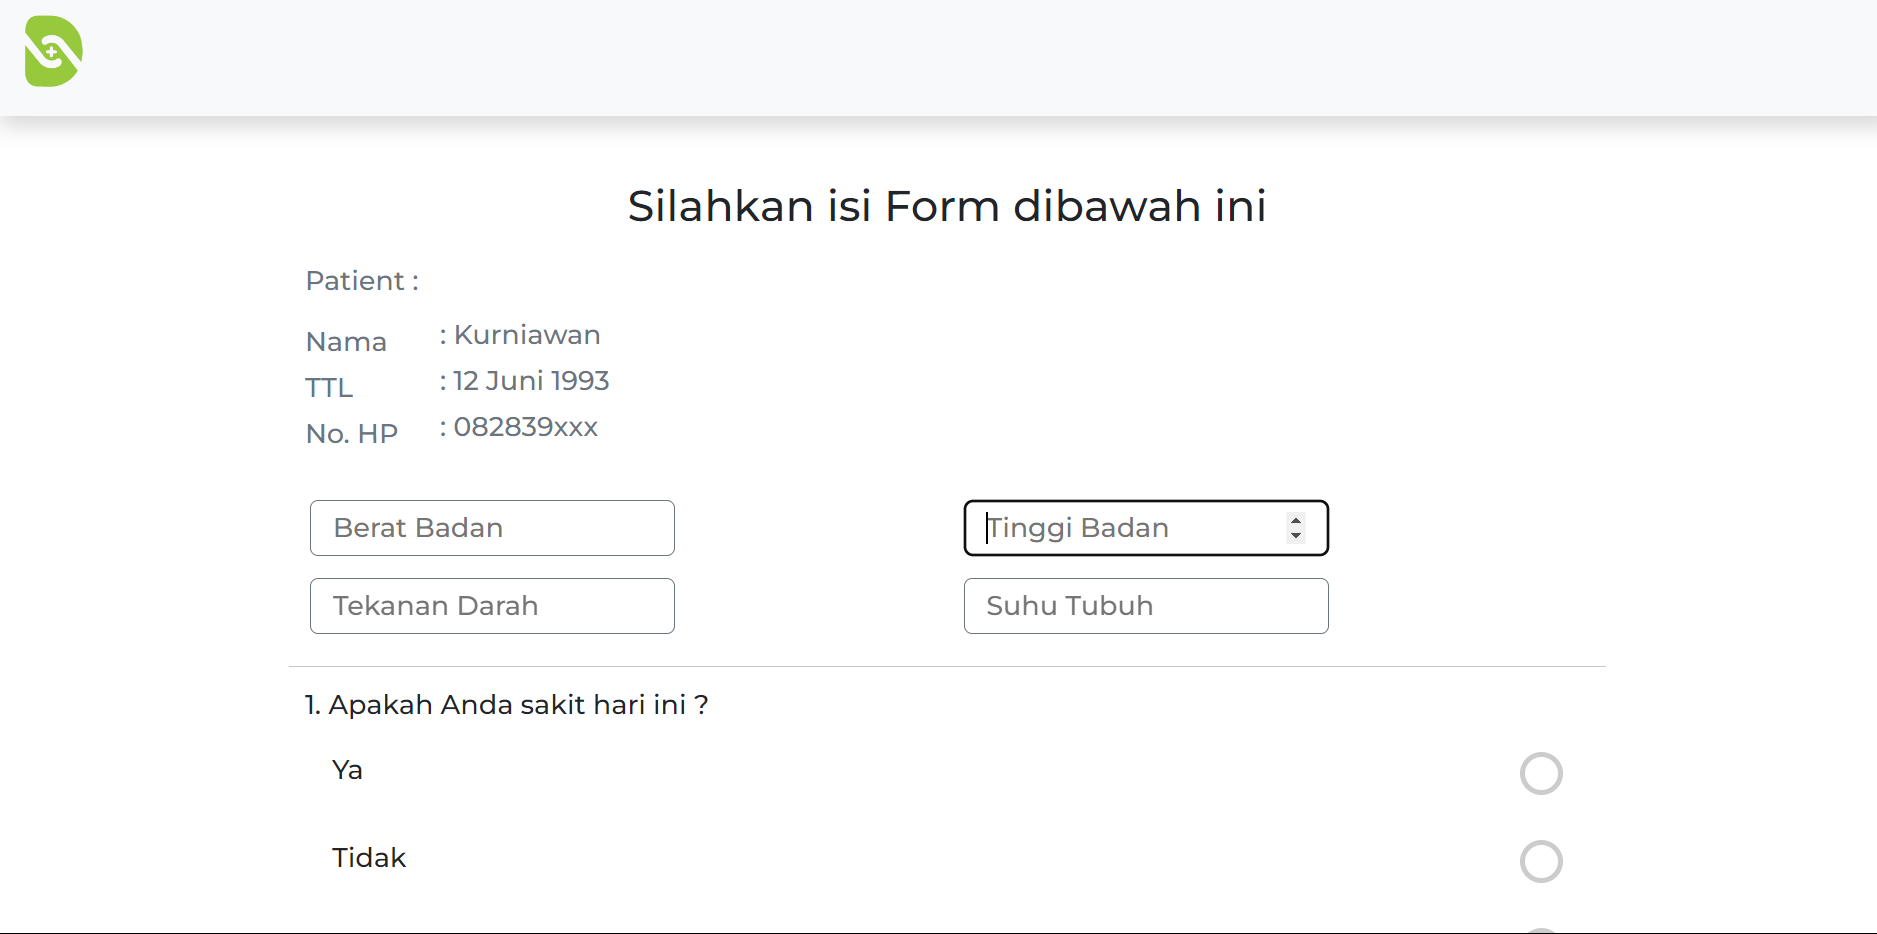 Silahkan isi Form dibawah ini
Patient :
Nama : Kurniawan
TTL : 12 Juni 1993
No. HP : 082839xxx
Berat Badan Tinggi Badan
Tekanan Darah Suhu Tubuh
1. Apakah Anda sakit hari ini ?
Ya
Tidak